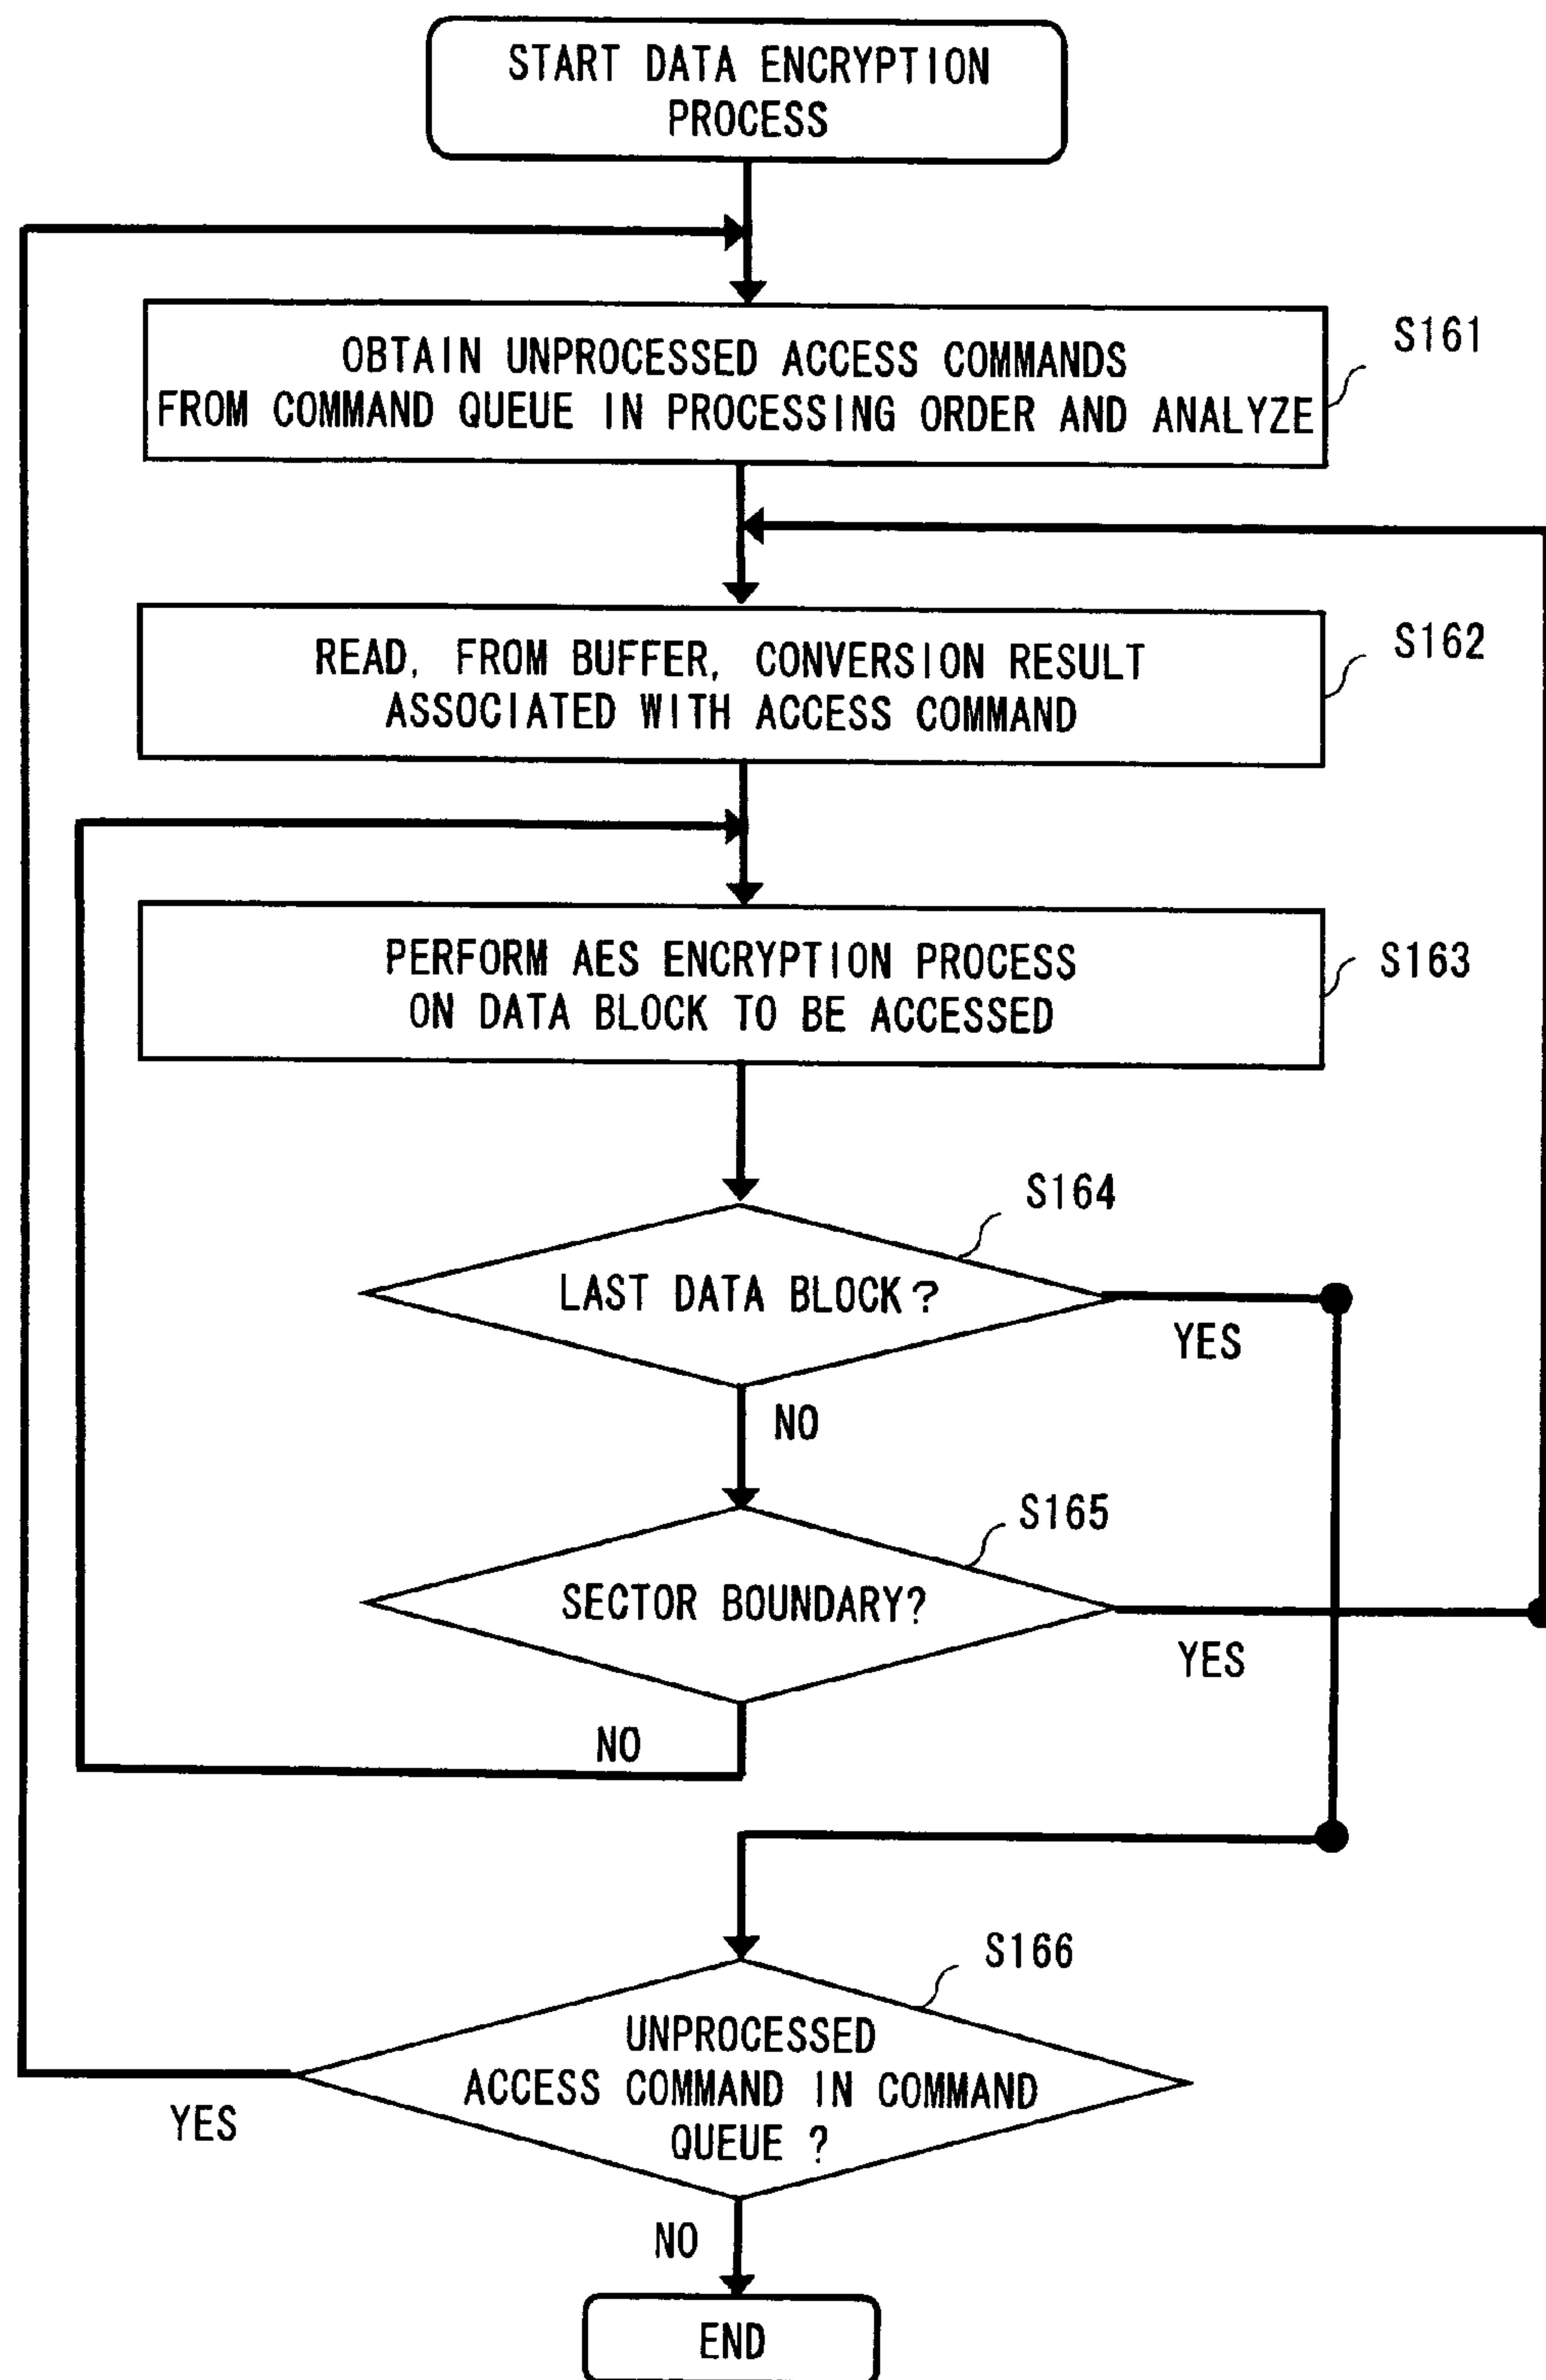 START DATA ENCRYPTION
PROCESS
OBTAIN UNPROCESSED ACCESS COMMANDS
FROM COMMAND QUEUE IN PROCESSING ORDER AND ANALYZE
S161
READ, FROM BUFFER, CONVERSION RESULT
ASSOCIATED WITH ACCESS COMMAND
S162
PERFORM AES ENCRYPTION PROCESS
ON DATA BLOCK TO BE ACCESSED
S163
S164
LAST DATA BLOCK?
YES
NO
S165
SECTOR BOUNDARY?
YES
NO
S166
UNPROCESSED
ACCESS COMMAND IN COMMAND
QUEUE ?
YES
NO
END